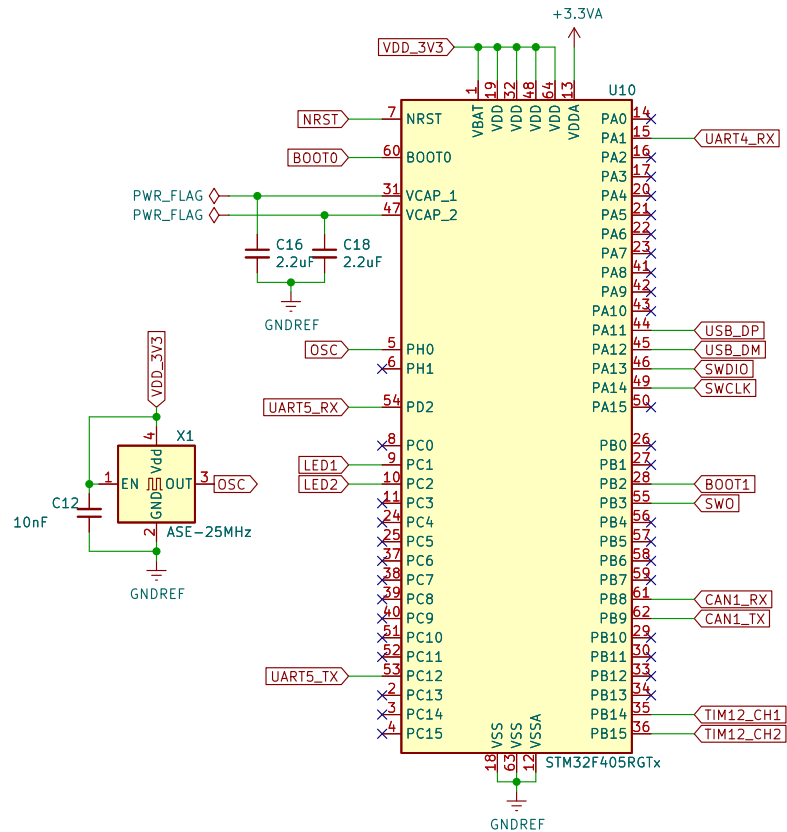 +3.3VA
VDD_3V3
U10
1 19 32 48 64 13
VBAT VDD VDD VDD VDD VDDA
NRST 7 NRST
PA0 14
PA1 15 UART4_RX
BOOT0 60 BOOT0
PA2 16
PA3 17
PWR_FLAG 31 VCAP_1
PA4 20
PWR_FLAG 47 VCAP_2
PA5 21
PA6 22
C16 2.2uF
C18 2.2uF
PA7 23
PA8 41
PA9 42
PA10 43
GNDREF
PA11 44 USB_DP
OSC 5 PH0
PA12 45 USB_DM
6 PH1
PA13 46 SWDIO
PA14 49 SWCLK
UART5_RX 54 PD2
PA15 50
8 PC0
PB0 26
LED1 9 PC1
PB1 27
LED2 10 PC2
PB2 28 BOOT1
11 PC3
PB3 55 SWO
24 PC4
PB4 56
25 PC5
PB5 57
37 PC6
PB6 58
38 PC7
PB7 59
39 PC8
PB8 61 CAN1_RX
40 PC9
PB9 62 CAN1_TX
51 PC10
PB10 29
52 PC11
PB11 30
UART5_TX 53 PC12
PB12 33
2 PC13
PB13 34
3 PC14
PB14 35 TIM12_CH1
4 PC15
PB15 36 TIM12_CH2
VSS VSS VSSA
18 63 12
STM32F405RGTx
GNDREF
VDD_3V3
X1
4
Vdd
1 EN
OUT 3 OSC
GND
2
C12
10nF
ASE-25MHz
GNDREF